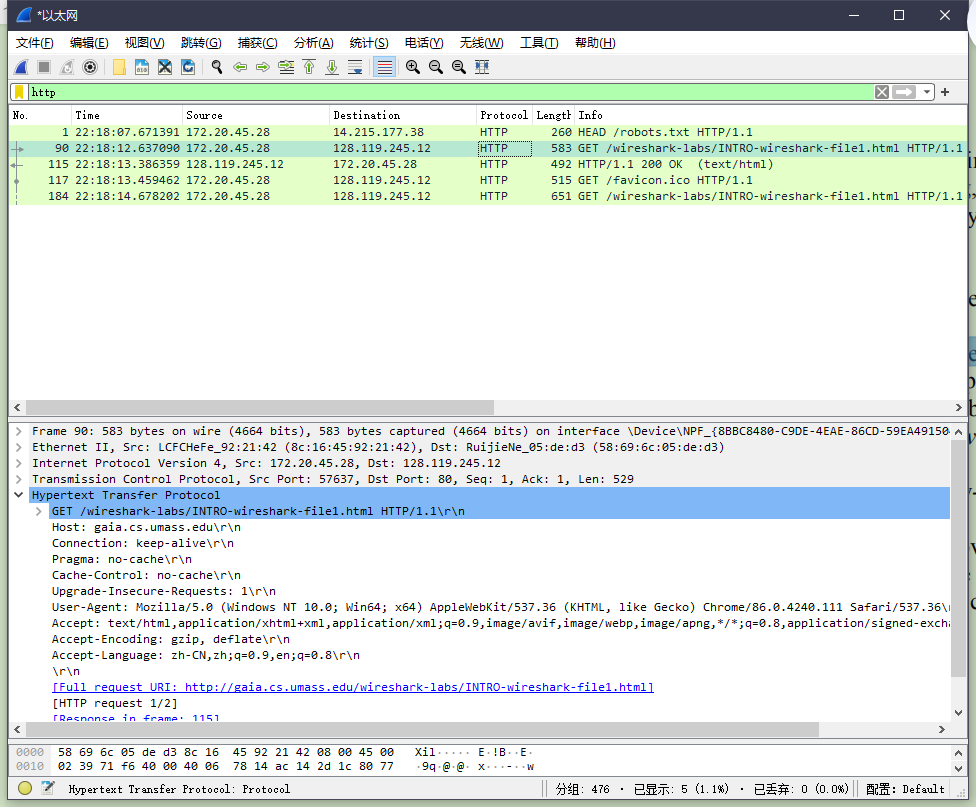 *以太网
文件(F) 编辑(E) 视图(V) 跳转(G) 捕获(C) 分析(A) 统计(S) 电话(Y) 无线(W) 工具(T) 帮助(H)
http
No. Time Source Destination Protocol Length Info
1 22:18:07.671391 172.20.45.28 14.215.177.38 HTTP 260 HEAD /robots.txt HTTP/1.1
90 22:18:12.637090 172.20.45.28 128.119.245.12 HTTP 583 GET /wireshark-labs/INTRO-wireshark-file1.html HTTP/1.1
115 22:18:13.386359 128.119.245.12 172.20.45.28 HTTP 492 HTTP/1.1 200 OK (text/html)
117 22:18:13.459462 172.20.45.28 128.119.245.12 HTTP 515 GET /favicon.ico HTTP/1.1
184 22:18:14.678202 172.20.45.28 128.119.245.12 HTTP 651 GET /wireshark-labs/INTRO-wireshark-file1.html HTTP/1.1
Frame 90: 583 bytes on wire (4664 bits), 583 bytes captured (4664 bits) on interface \Device\NPF_{8BBC8480-C9DE-4EAE-86CD-59EA49150
Ethernet II, Src: LCFCHeFe_92:21:42 (8c:16:45:92:21:42), Dst: RuijieNe_05:de:d3 (58:69:6c:05:de:d3)
Internet Protocol Version 4, Src: 172.20.45.28, Dst: 128.119.245.12
Transmission Control Protocol, Src Port: 57637, Dst Port: 80, Seq: 1, Ack: 1, Len: 529
Hypertext Transfer Protocol
GET /wireshark-labs/INTRO-wireshark-file1.html HTTP/1.1\r\n
Host: gaia.cs.umass.edu\r\n
Connection: keep-alive\r\n
Pragma: no-cache\r\n
Cache-Control: no-cache\r\n
Upgrade-Insecure-Requests: 1\r\n
User-Agent: Mozilla/5.0 (Windows NT 10.0; Win64; x64) AppleWebKit/537.36 (KHTML, like Gecko) Chrome/86.0.4240.111 Safari/537.36\
Accept: text/html,application/xhtml+xml,application/xml;q=0.9,image/avif,image/webp,image/apng,*/*;q=0.8,application/signed-exch
Accept-Encoding: gzip, deflate\r\n
Accept-Language: zh-CN,zh;q=0.9,en;q=0.8\r\n
\r\n
[Full request URI: http://gaia.cs.umass.edu/wireshark-labs/INTRO-wireshark-file1.html]
[HTTP request 1/2]
[Response in frame: 115]
0000 58 69 6c 05 de d3 8c 16 45 92 21 42 08 00 45 00 Xil····· E·!B··E·
0010 02 39 71 f6 40 00 40 06 78 14 ac 14 2d 1c 80 77 ·9q·@·@· x···-··w
Hypertext Transfer Protocol: Protocol 分组: 476 · 已显示: 5 (1.1%) · 已丢弃: 0 (0.0%) 配置: Default